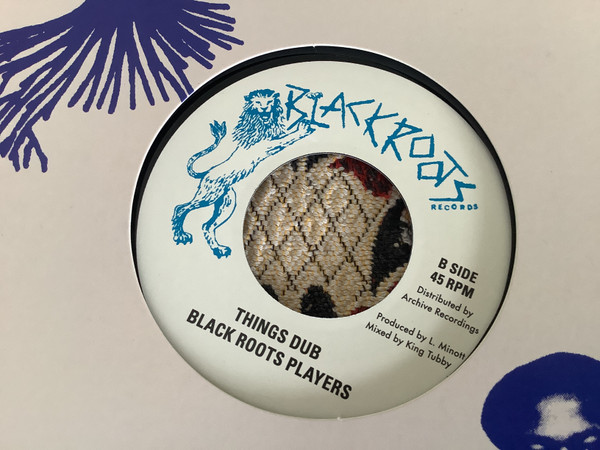 BLACKROOTS
RECORDS
B SIDE
45 RPM
Distributed by
Archive Recordings
Produced by L. Minott
Mixed by King Tubby
THINGS DUB
BLACK ROOTS PLAYERS